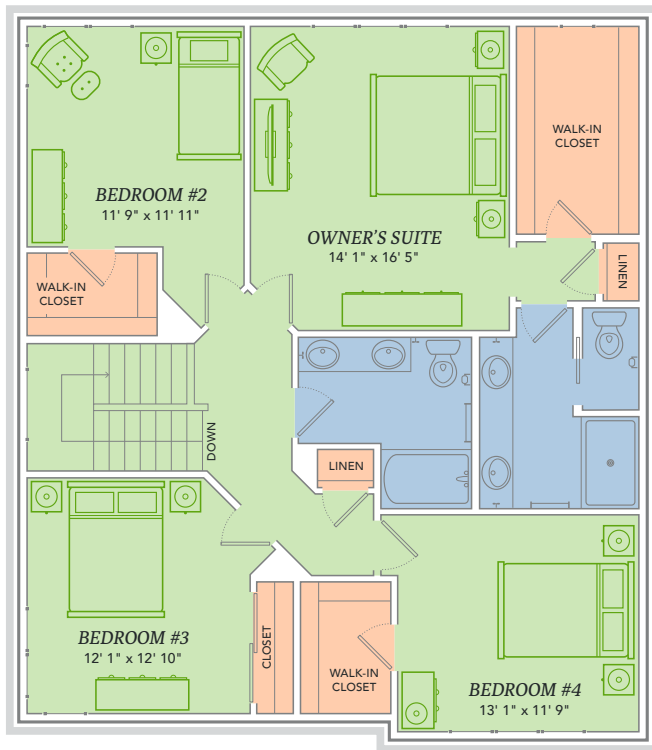 BEDROOM #2
11' 9" x 11' 11"
OWNER'S SUITE
14' 1" x 16' 5"
WALK-IN
CLOSET
LINEN
WALK-IN
CLOSET
DOWN
LINEN
BEDROOM #3
12' 1" x 12' 10"
CLOSET
WALK-IN
CLOSET
BEDROOM #4
13' 1" x 11' 9"